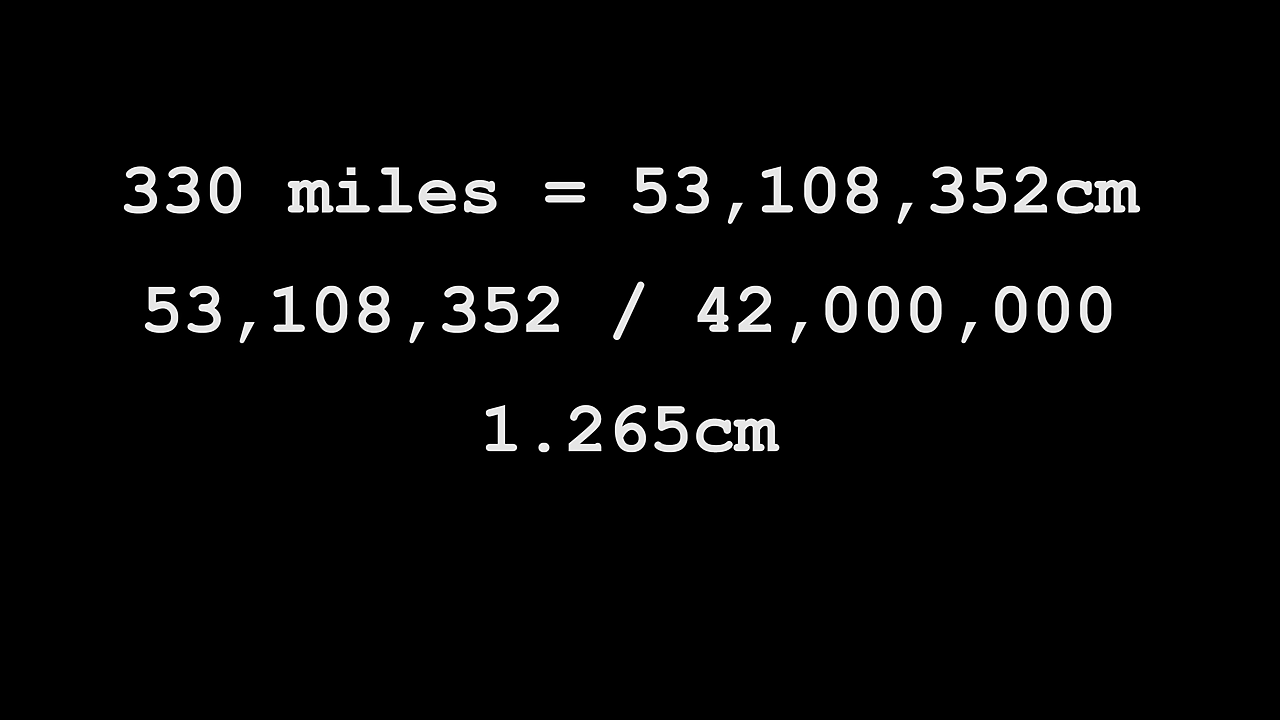 330 miles = 53,108,352cm
53,108,352 / 42,000,000
1.265cm